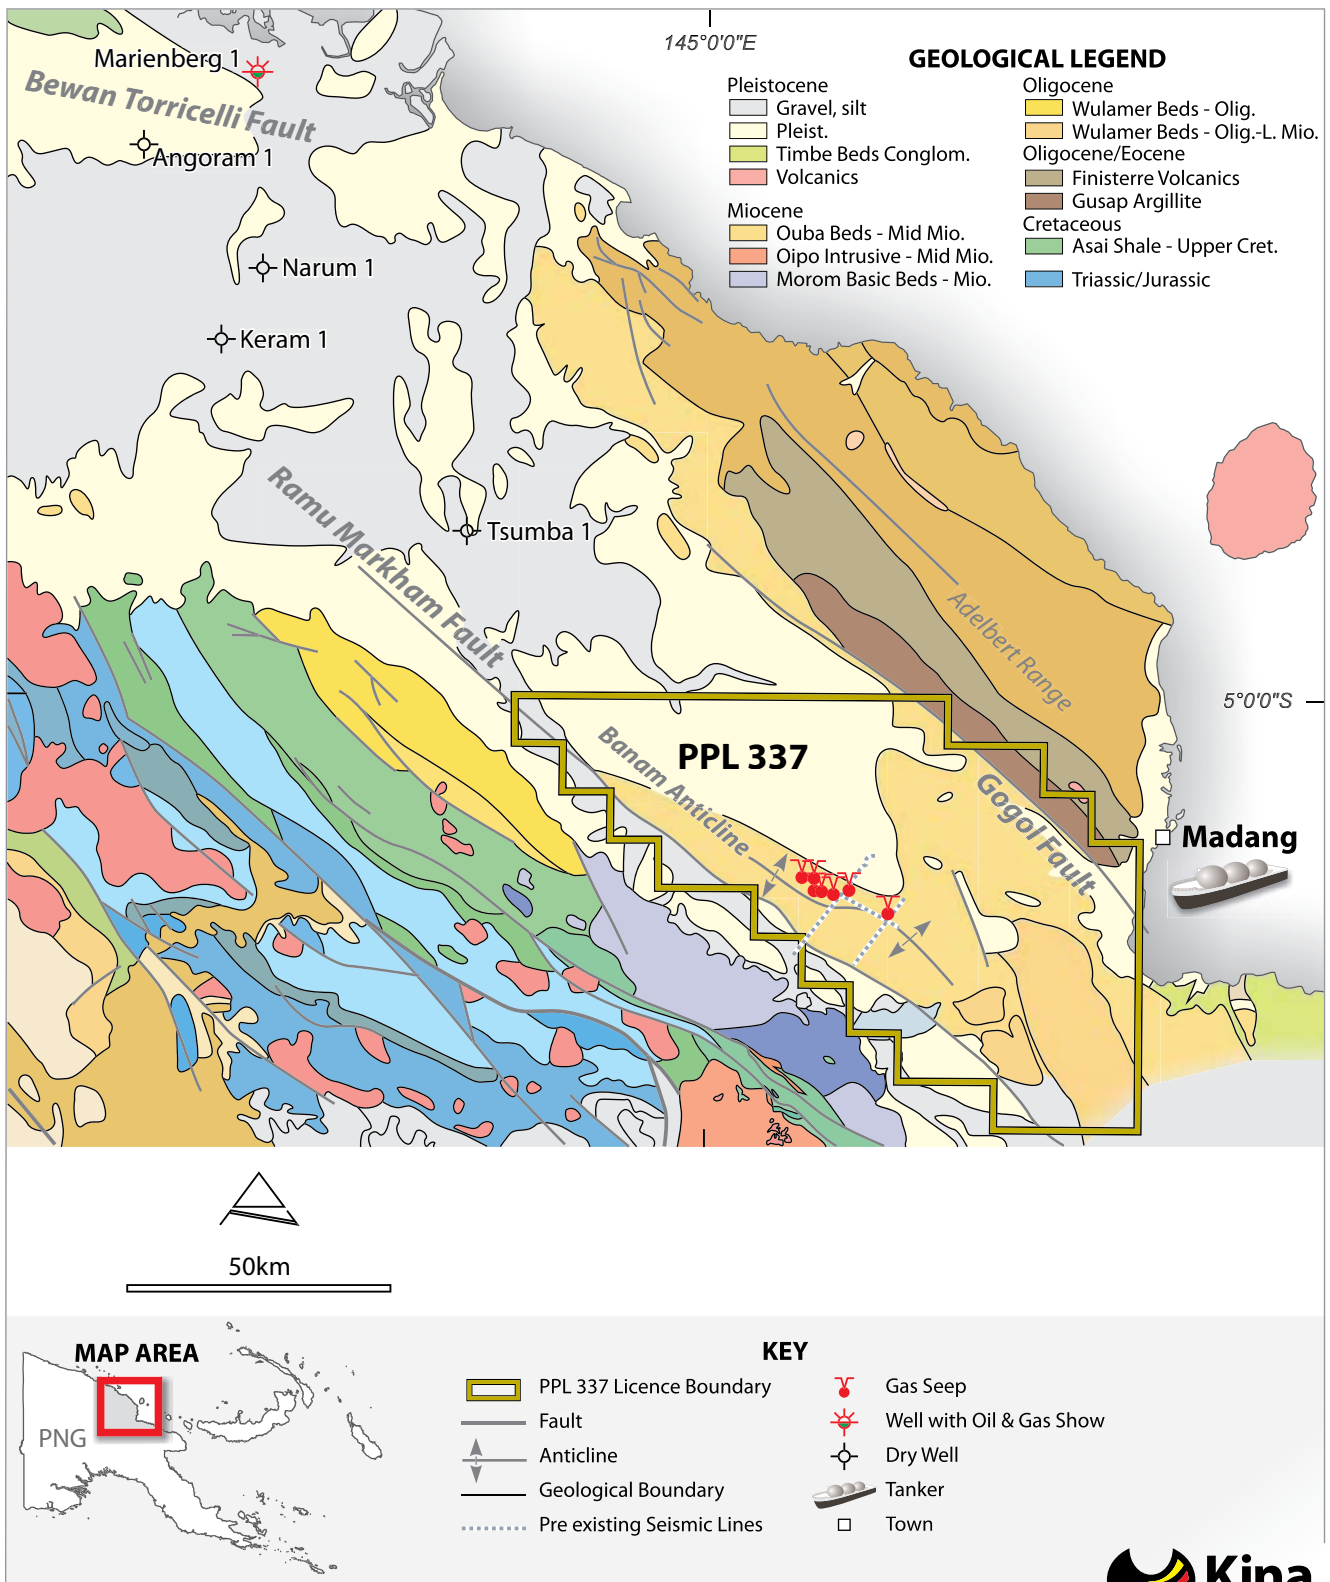 145°0'0"E
Marienberg 1
Bewan Torricelli Fault
Angoram 1
Narum 1
Keram 1
Ramu Markham Fault
Tsumba 1
Adelbert Range
5°0'0"S
Banam Anticline
PPL 337
Gogol Fault
Madang
GEOLOGICAL LEGEND
Pleistocene
Gravel, silt
Pleist.
Timbe Beds Conglom.
Volcanics
Miocene
Ouba Beds - Mid Mio.
Oipo Intrusive - Mid Mio.
Morom Basic Beds - Mio.
Oligocene
Wulamer Beds - Olig.
Wulamer Beds - Olig.-L. Mio.
Oligocene/Eocene
Finisterre Volcanics
Gusap Argillite
Cretaceous
Asai Shale - Upper Cret.
Triassic/Jurassic
50km
MAP AREA
PNG
KEY
PPL 337 Licence Boundary
Fault
Anticline
Geological Boundary
Pre existing Seismic Lines
Gas Seep
Well with Oil & Gas Show
Dry Well
Tanker
Town
Kina